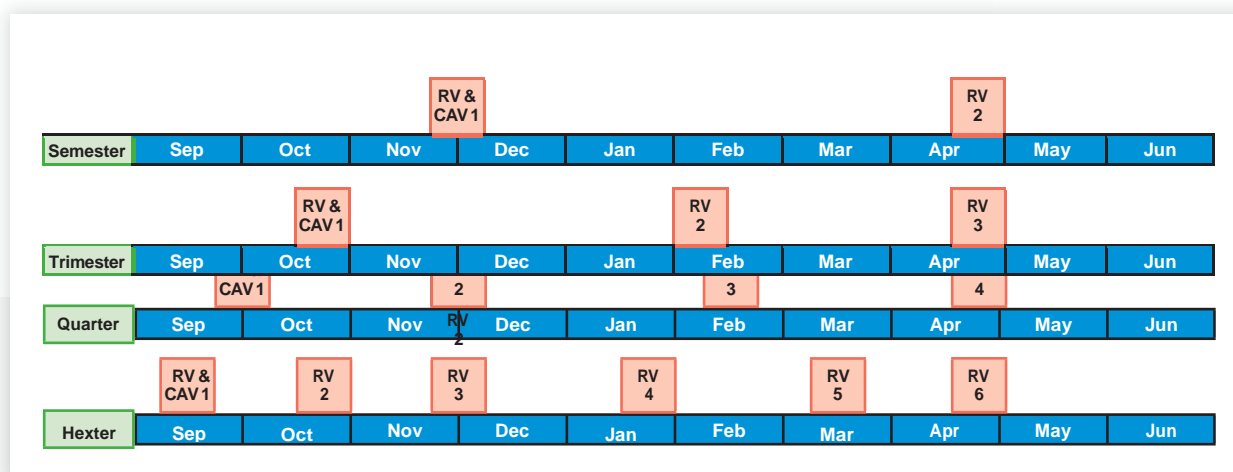 RV &
CAV 1
RV
2
Semester Sep Oct Nov Dec Jan Feb Mar Apr May Jun
RV &
CAV 1
RV
2
RV
3
Trimester Sep Oct Nov Dec Jan Feb Mar Apr May Jun
CAV 1 2 3 4
Quarter Sep Oct Nov Dec Jan Feb Mar Apr May Jun
RV
2
RV &
CAV 1
RV
2
RV
3
RV
4
RV
5
RV
6
Hexter Sep Oct Nov Dec Jan Feb Mar Apr May Jun